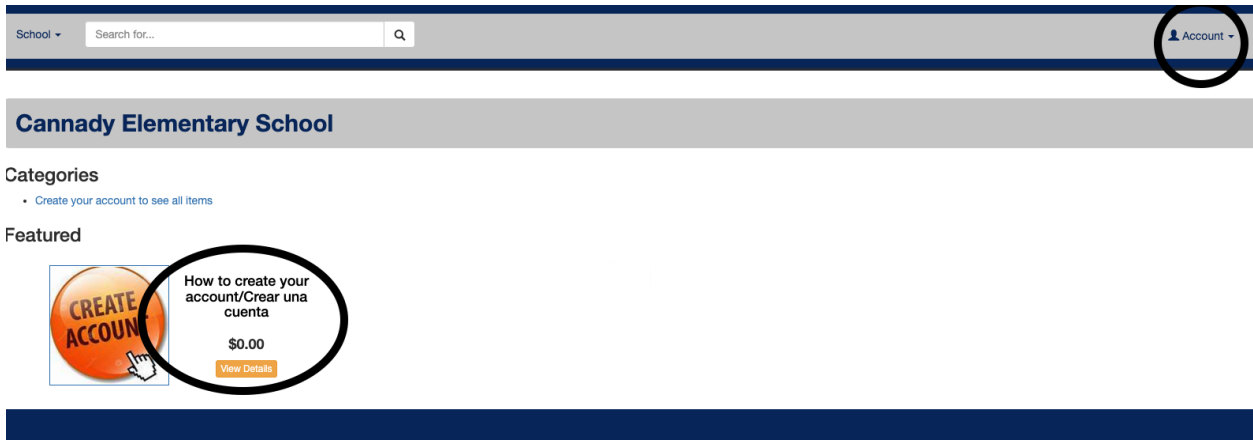 School
Search for...
Account
Cannady Elementary School
Categories
Create your account to see all items
Featured
CREATE
ACCOUNT
How to create your
account/Crear una
cuenta
$0.00
View Details